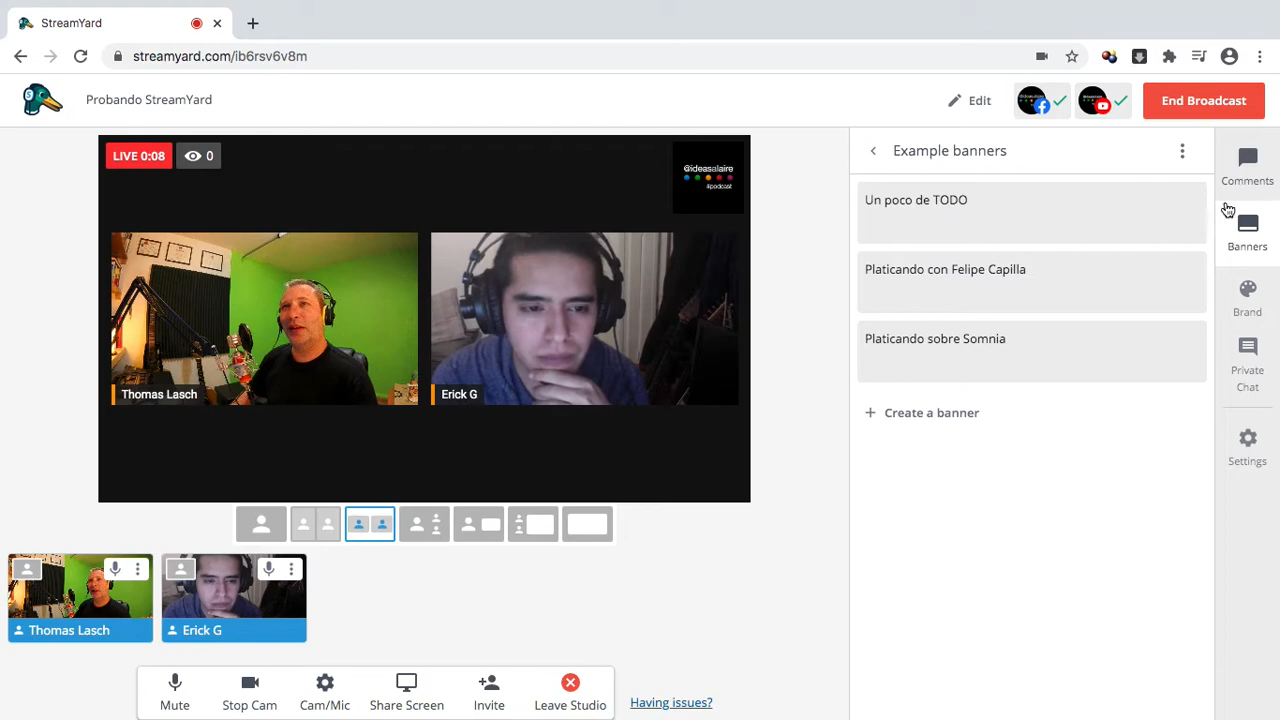 StreamYard
streamyard.com/ib6rsv6v8m
Probando StreamYard
Edit
End Broadcast
LIVE 0:08
0
@ideasalaire
#podcast
Thomas Lasch
Erick G
Example banners
Un poco de TODO
Platicando con Felipe Capilla
Platicando sobre Somnia
+ Create a banner
Comments
Banners
Brand
Private
Chat
Settings
Thomas Lasch
Erick G
Mute
Stop Cam
Cam/Mic
Share Screen
Invite
Leave Studio
Having issues?